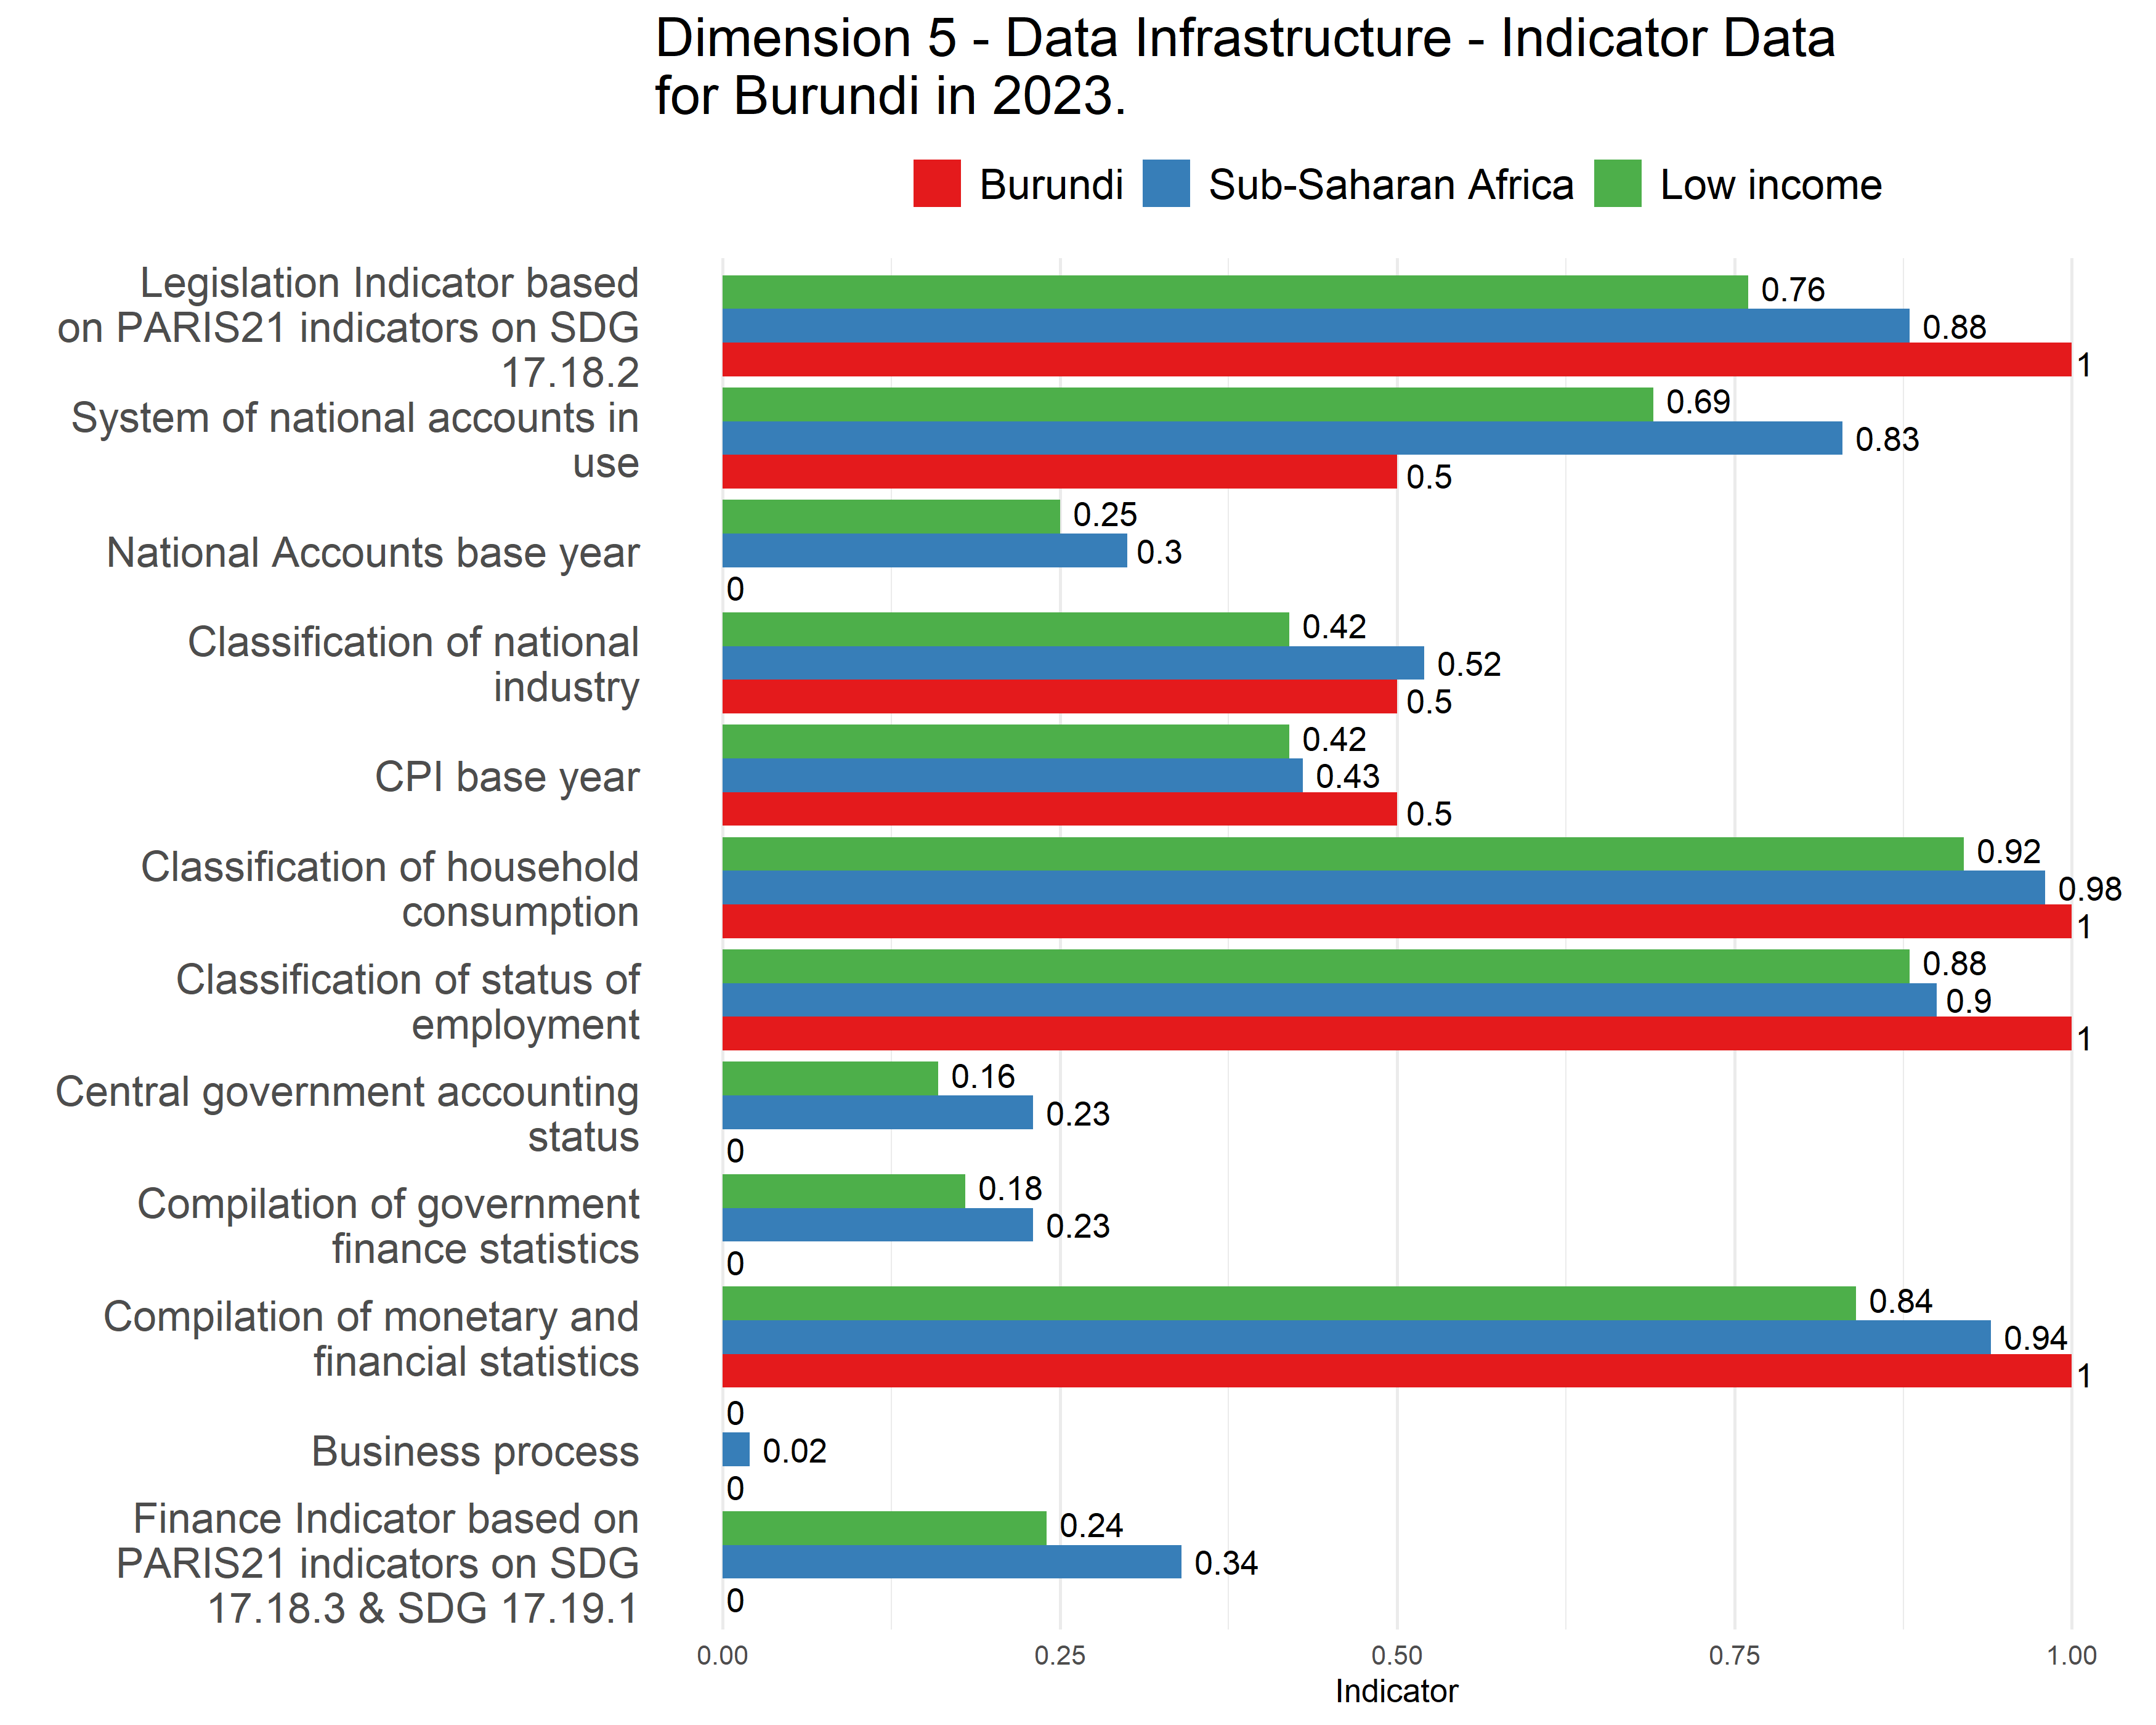 Dimension 5 - Data Infrastructure - Indicator Data
for Burundi in 2023.
Burundi Sub-Saharan Africa Low income
Legislation Indicator based
on PARIS21 indicators on SDG
17.18.2
0.76
0.88
1
System of national accounts in
use
0.69
0.83
0.5
National Accounts base year
0.25
0.3
0
Classification of national
industry
0.42
0.52
0.5
CPI base year
0.42
0.43
0.5
Classification of household
consumption
0.92
0.98
1
Classification of status of
employment
0.88
0.9
1
Central government accounting
status
0.16
0.23
0
Compilation of government
finance statistics
0.18
0.23
0
Compilation of monetary and
financial statistics
0.84
0.94
1
Business process
0
0.02
0
Finance Indicator based on
PARIS21 indicators on SDG
17.18.3 & SDG 17.19.1
0.24
0.34
0
0.00 0.25 0.50 0.75 1.00
Indicator